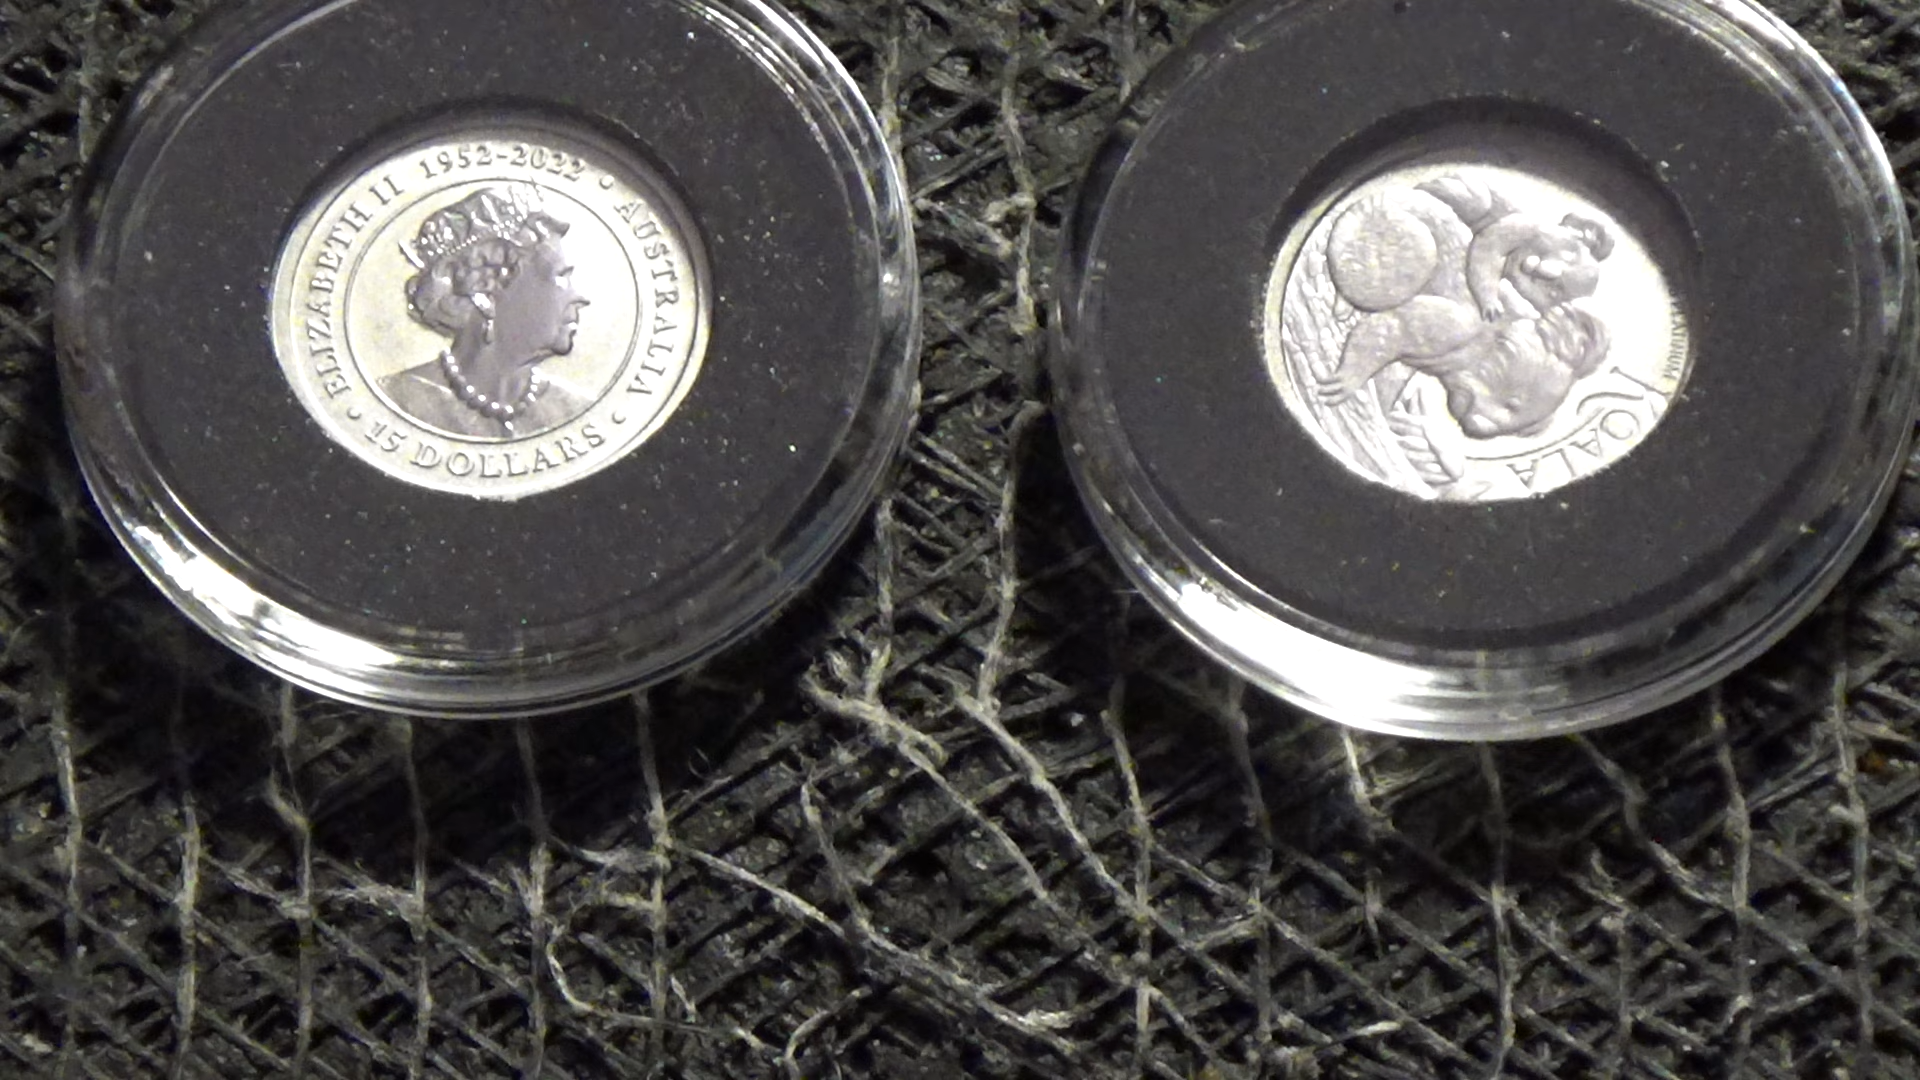 ELIZABETH II 1952-2022 • AUSTRALIA •
15 DOLLARS •
KOALA